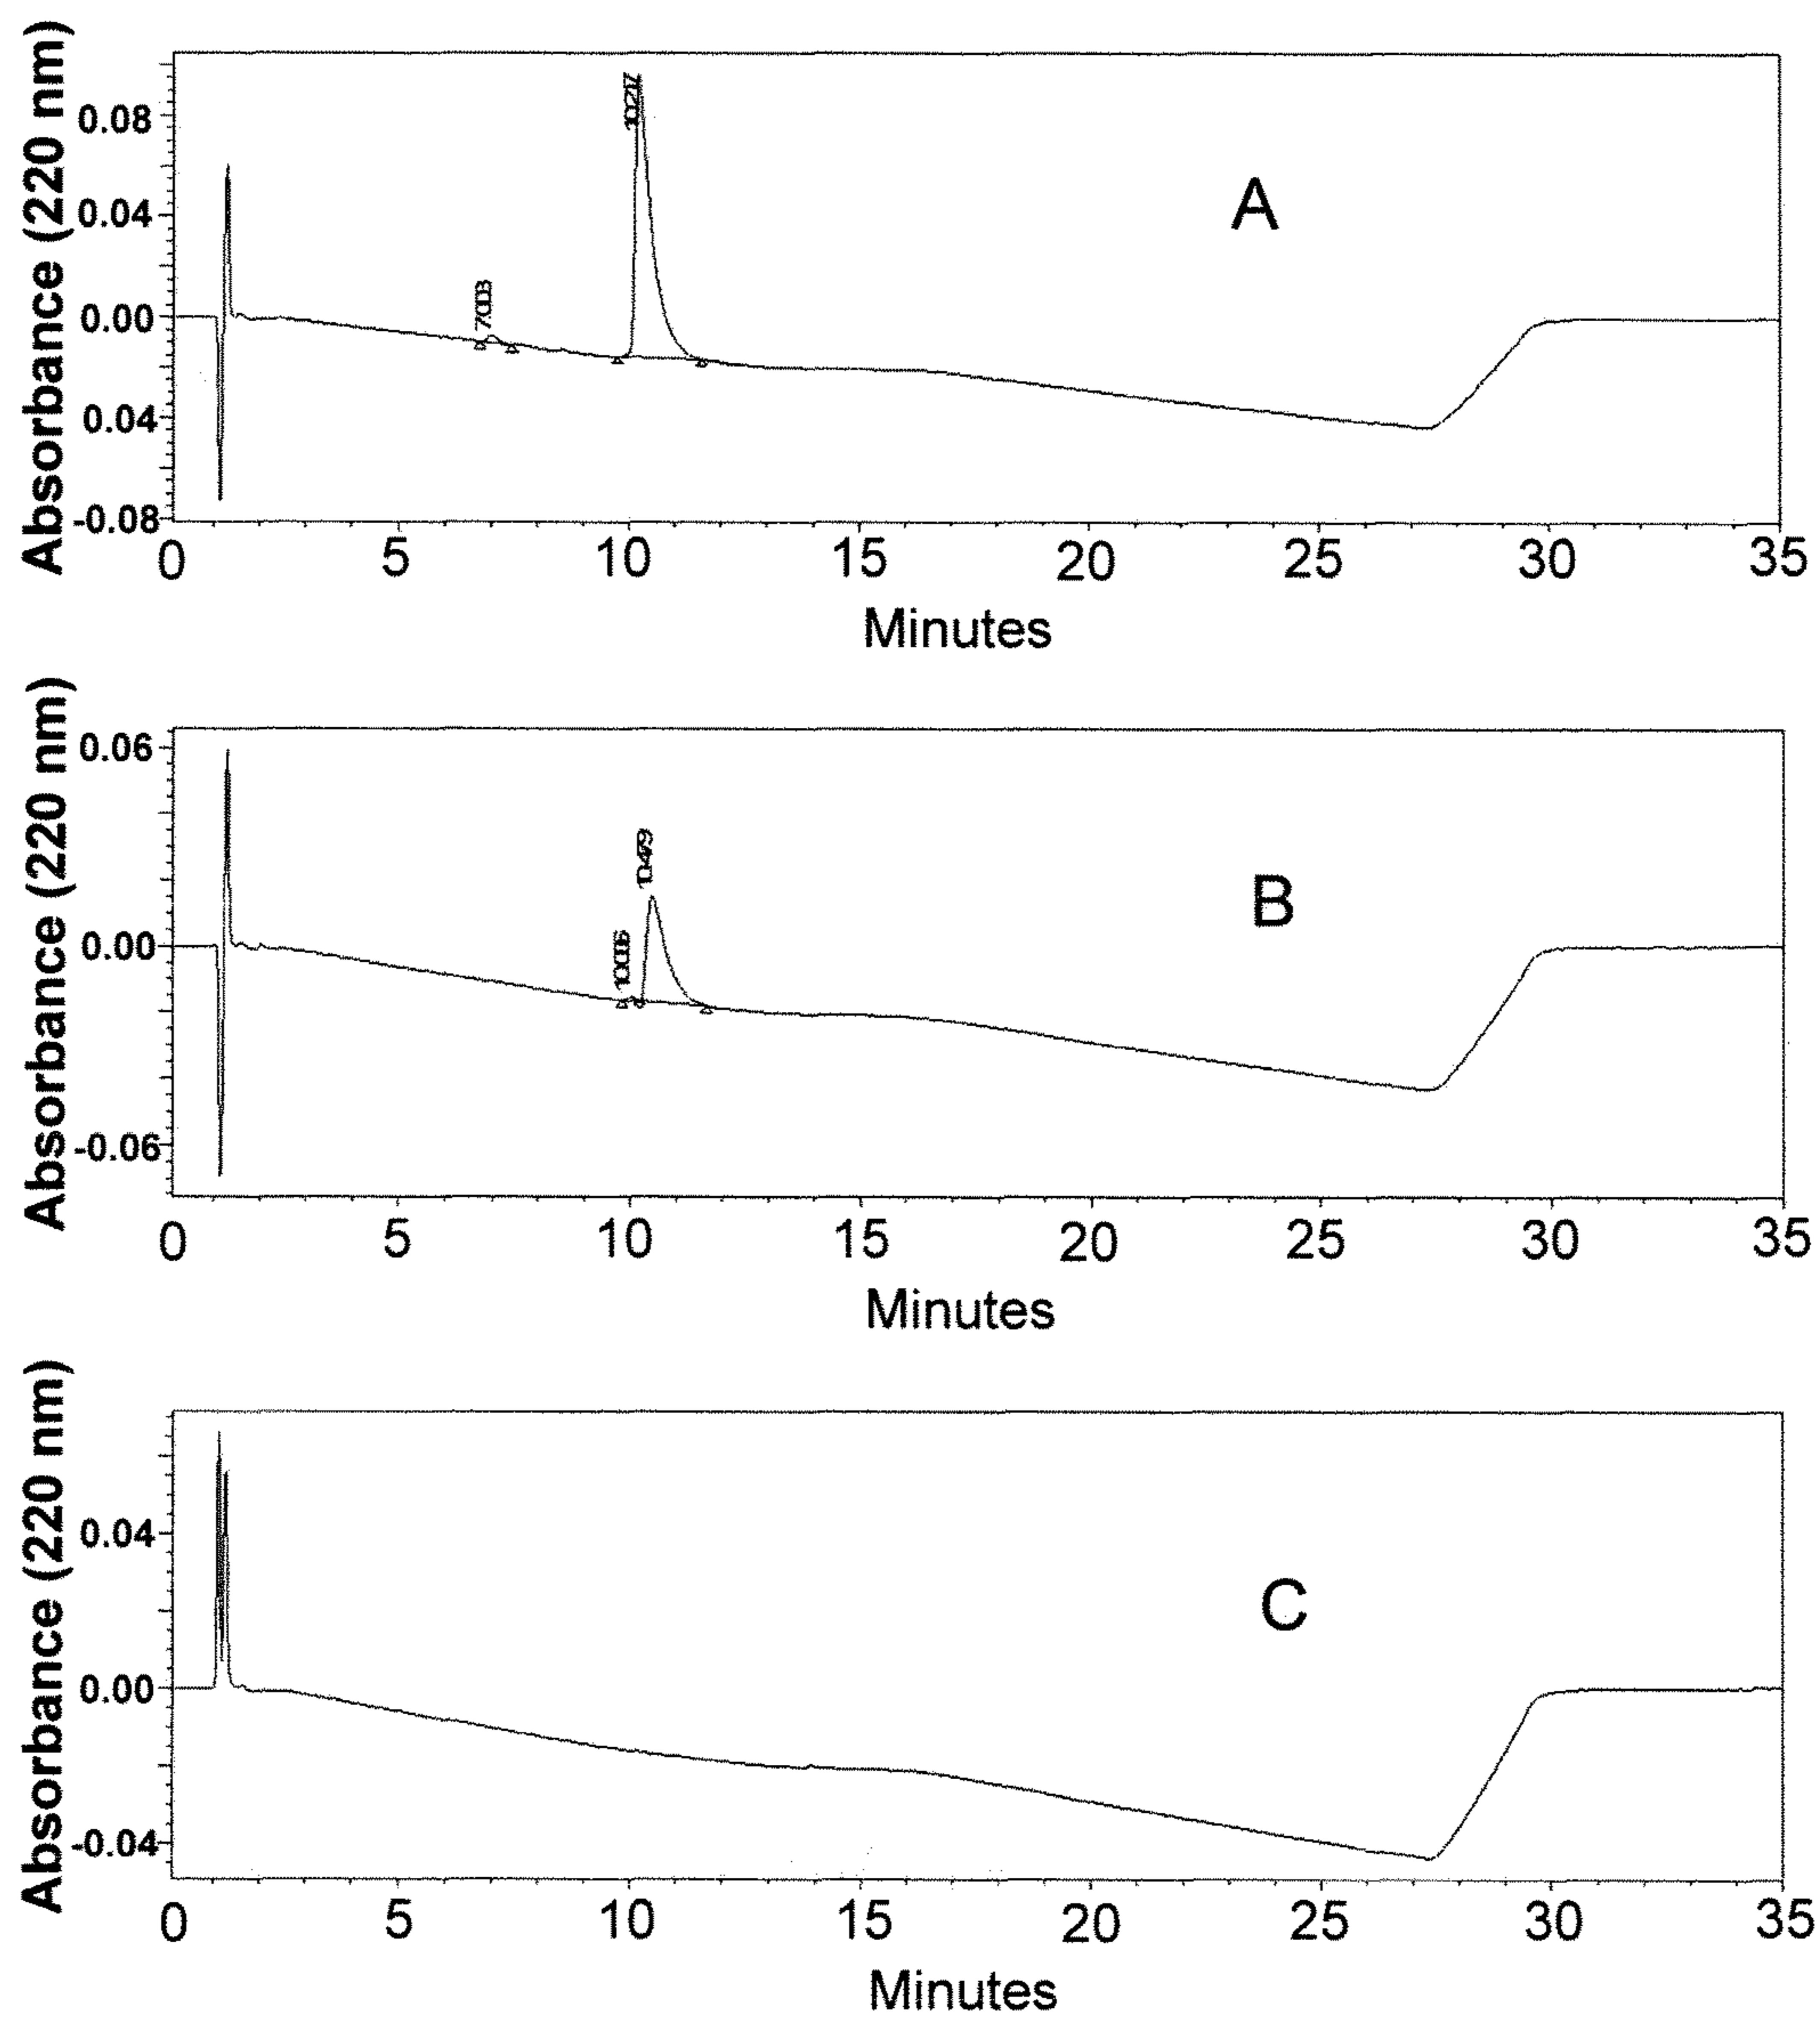 Absorbance (220 nm)
0.08
0.04
0.00
0.04
-0.08
7.003
10.217
A
0 5 10 15 20 25 30 35
Minutes
Absorbance (220 nm)
0.06
0.00
-0.06
10.006
10.479
B
0 5 10 15 20 25 30 35
Minutes
Absorbance (220 nm)
0.04
0.00
-0.04
C
0 5 10 15 20 25 30 35
Minutes